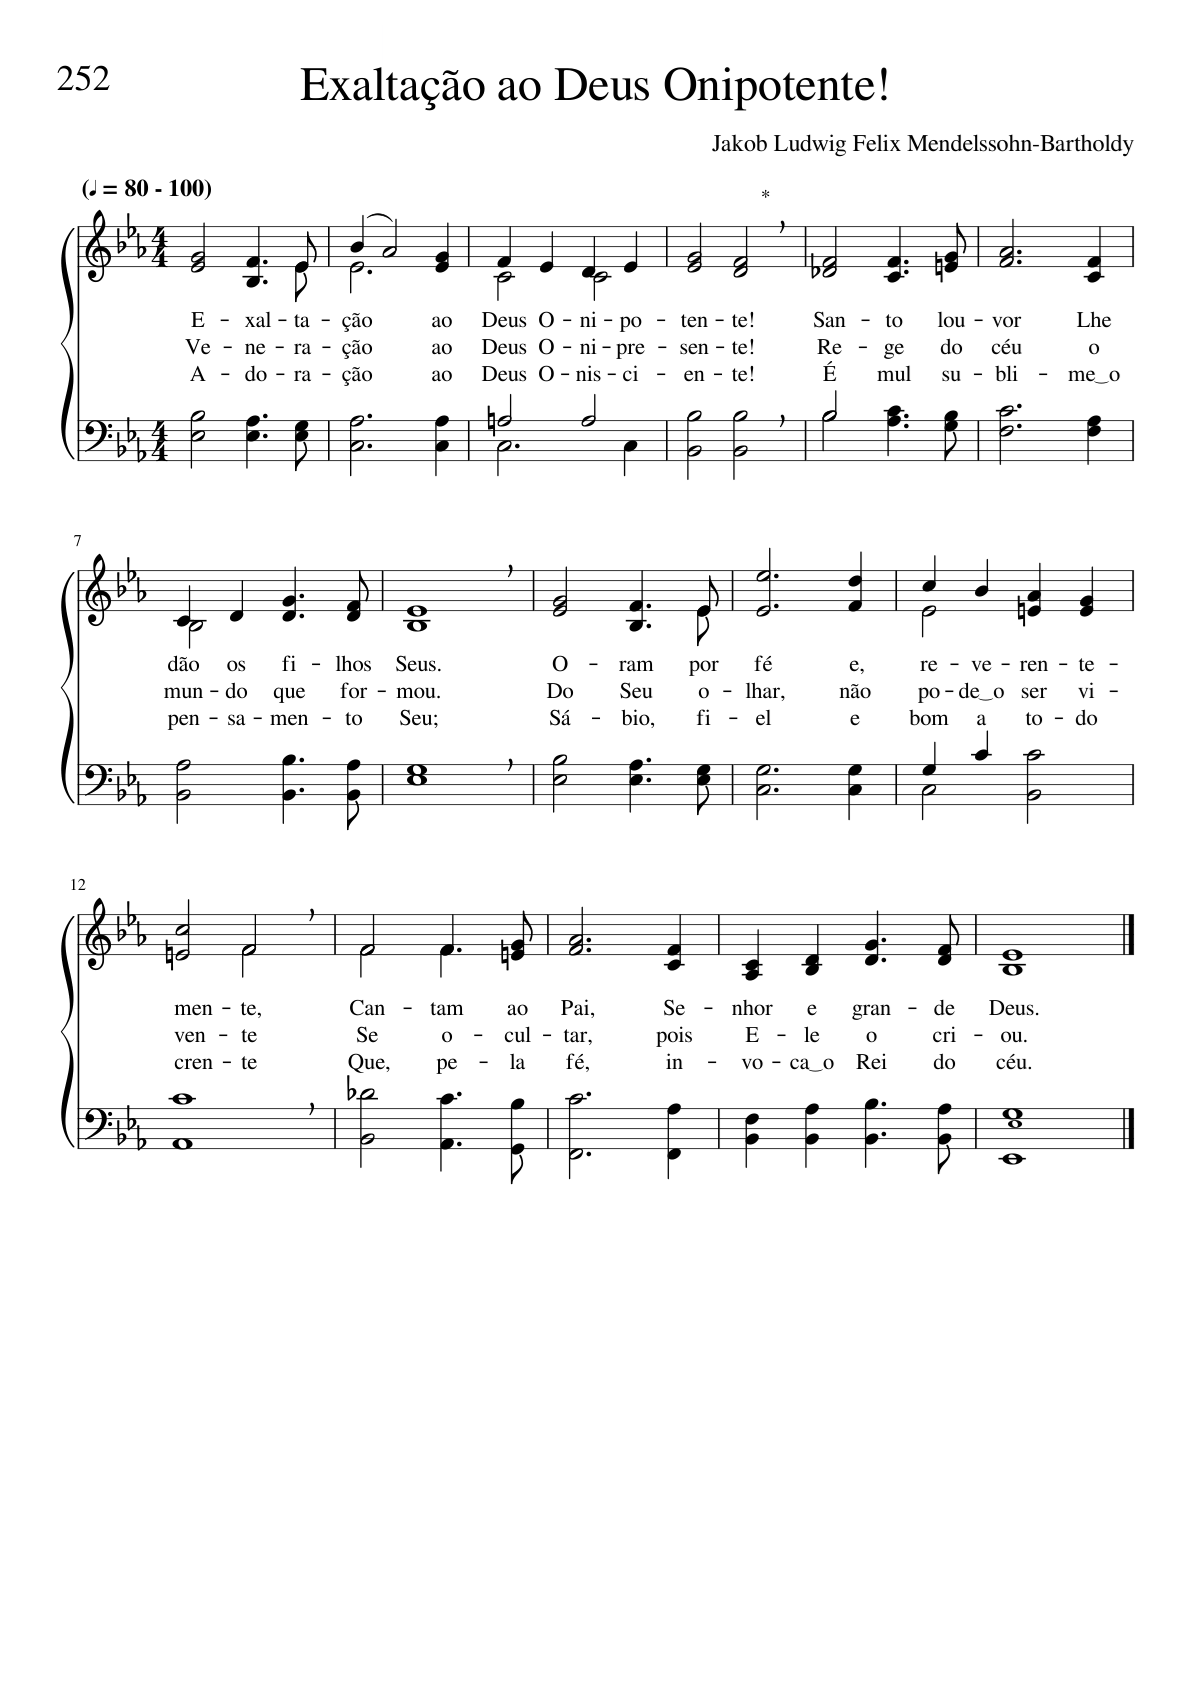 252
Exaltação ao Deus Onipotente!
Jakob Ludwig Felix Mendelssohn-Bartholdy
(♩ = 80 - 100)
*
E - xal - ta - ção ao Deus O - ni - po - ten - te! San - to lou - vor Lhe
Ve - ne - ra - ção ao Deus O - ni - pre - sen - te! Re - ge do céu o
A - do - ra - ção ao Deus O - nis - ci - en - te! É mul su - bli - me‿o
7
dão os fi - lhos Seus. O - ram por fé e, re - ve - ren - te -
mun - do que for - mou. Do Seu o - lhar, não po - de‿o ser vi -
pen - sa - men - to Seu; Sá - bio, fi - el e bom a to - do
12
men - te, Can - tam ao Pai, Se - nhor e gran - de Deus.
ven - te Se o - cul - tar, pois E - le o cri - ou.
cren - te Que, pe - la fé, in - vo - ca‿o Rei do céu.